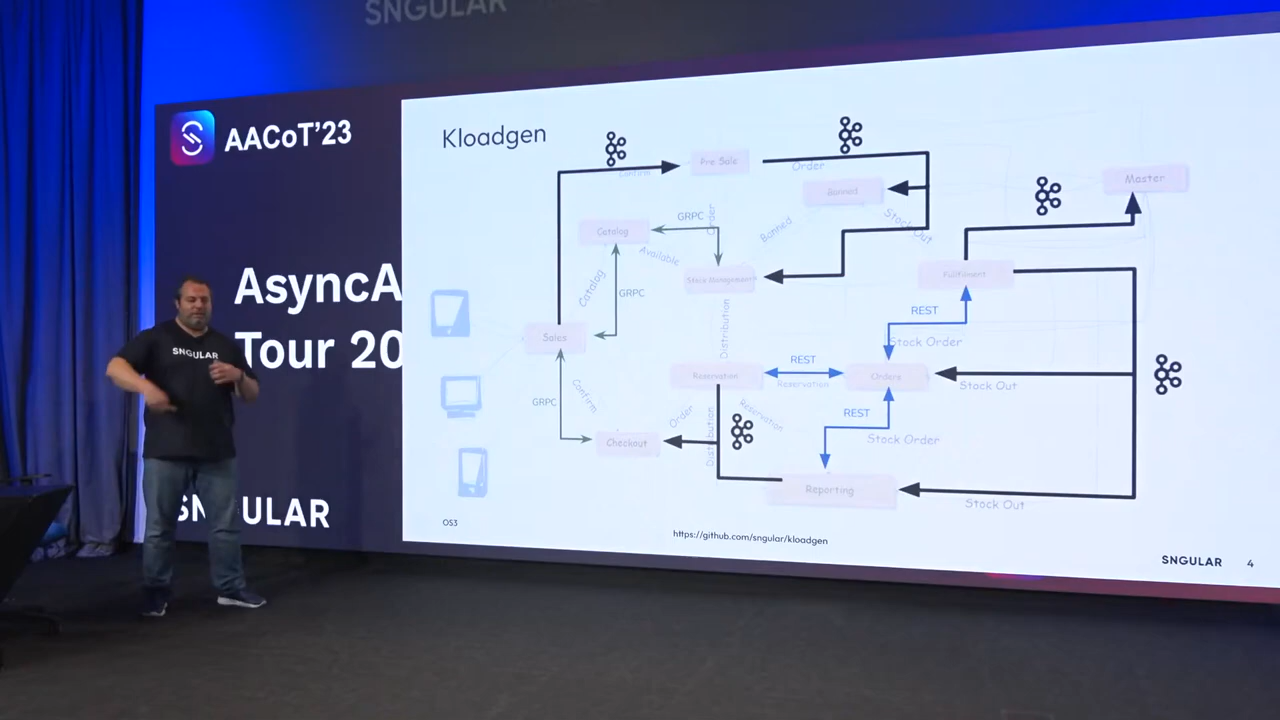 SNGULAR
AACoT'23
AsyncA
Tour 20
SNGULAR
SNGULAR
Kloadgen
Confirm
Pre Sale
Order
Banned
Master
Catalog
GRPC
Order
Banned
Stock Out
Available
Stock Management
Fullfilment
Catalog
GRPC
REST
Sales
Distribution
Stock Order
Reservation
REST
Reservation
Orders
Stock Out
GRPC
Confirm
Order
Distribution
Reservation
REST
Stock Order
Checkout
Reporting
Stock Out
OS3
https://github.com/sngular/kloadgen
SNGULAR 4